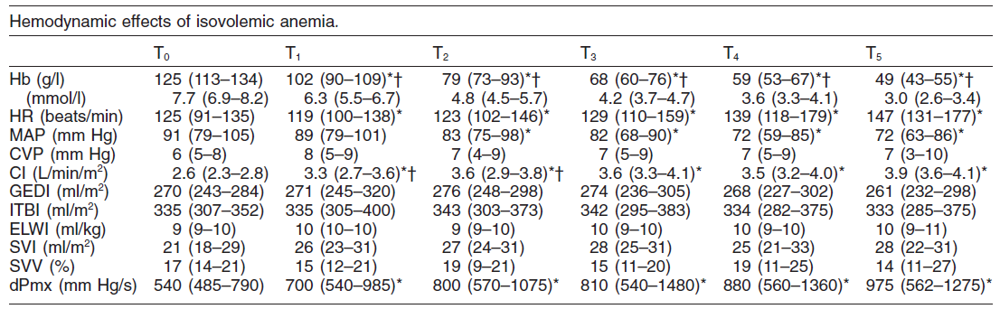 Hemodynamic effects of isovolemic anemia.
T₀ T₁ T₂ T₃ T₄ T₅
Hb (g/l) 125 (113–134) 102 (90–109)*† 79 (73–93)*† 68 (60–76)*† 59 (53–67)*† 49 (43–55)*†
(mmol/l) 7.7 (6.9–8.2) 6.3 (5.5–6.7) 4.8 (4.5–5.7) 4.2 (3.7–4.7) 3.6 (3.3–4.1) 3.0 (2.6–3.4)
HR (beats/min) 125 (91–135) 119 (100–138)* 123 (102–146)* 129 (110–159)* 139 (118–179)* 147 (131–177)*
MAP (mm Hg) 91 (79–105) 89 (79–101) 83 (75–98)* 82 (68–90)* 72 (59–85)* 72 (63–86)*
CVP (mm Hg) 6 (5–8) 8 (5–9) 7 (4–9) 7 (5–9) 7 (5–9) 7 (3–10)
CI (L/min/m²) 2.6 (2.3–2.8) 3.3 (2.7–3.6)*† 3.6 (2.9–3.8)*† 3.6 (3.3–4.1)* 3.5 (3.2–4.0)* 3.9 (3.6–4.1)*
GEDI (ml/m²) 270 (243–284) 271 (245–320) 276 (248–298) 274 (236–305) 268 (227–302) 261 (232–298)
ITBI (ml/m²) 335 (307–352) 335 (305–400) 343 (303–373) 342 (295–383) 334 (282–375) 333 (285–375)
ELWI (ml/kg) 9 (9–10) 10 (10–10) 9 (9–10) 10 (9–10) 10 (9–10) 10 (9–11)
SVI (ml/m²) 21 (18–29) 26 (23–31) 27 (24–31) 28 (25–31) 25 (21–33) 28 (22–31)
SVV (%) 17 (14–21) 15 (12–21) 19 (9–21) 15 (11–20) 19 (11–25) 14 (11–27)
dPmx (mm Hg/s) 540 (485–790) 700 (540–985)* 800 (570–1075)* 810 (540–1480)* 880 (560–1360)* 975 (562–1275)*